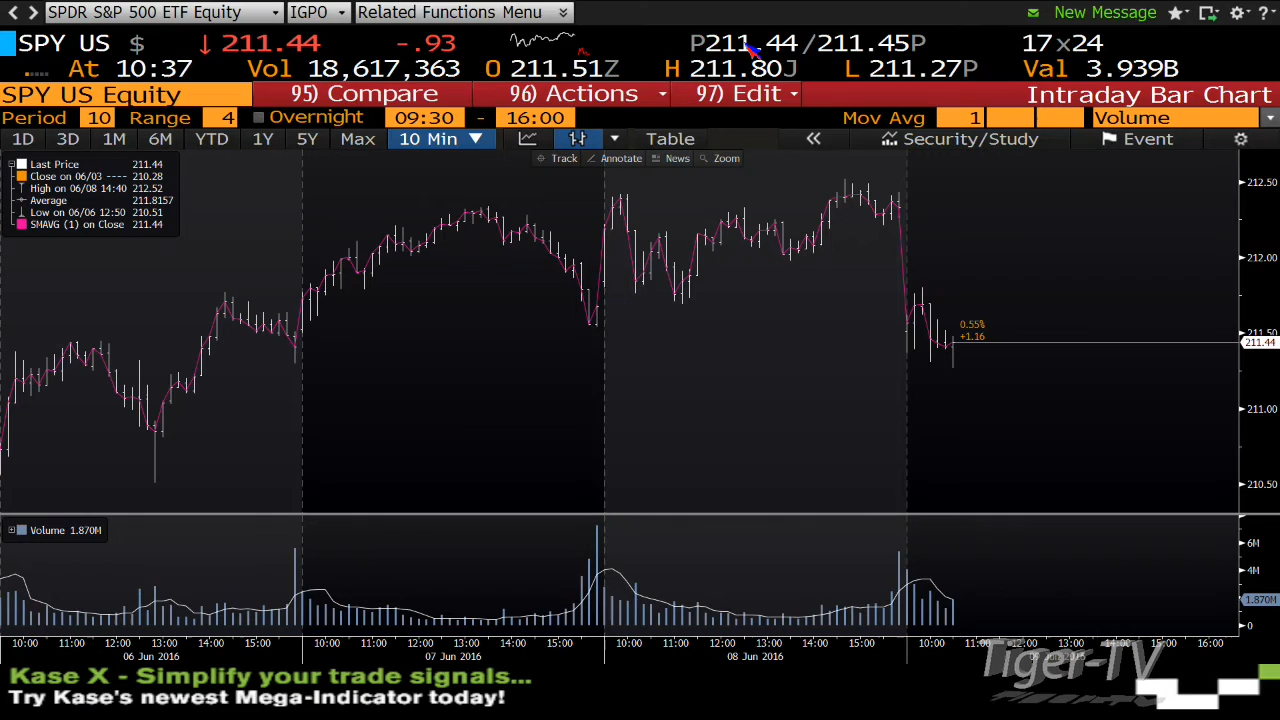 SPDR S&P 500 ETF Equity IGPO Related Functions Menu New Message
SPY US $ ↓ 211.44 -.93 P211.44/211.45P 17x24
At 10:37 Vol 18,617,363 O 211.51Z H 211.80J L 211.27P Val 3.939B
SPY US Equity 95) Compare 96) Actions 97) Edit Intraday Bar Chart
Period 10 Range 4 Overnight 09:30 - 16:00 Mov Avg 1 Volume
1D 3D 1M 6M YTD 1Y 5Y Max 10 Min Table « Security/Study Event
Track Annotate News Zoom
Last Price 211.44
Close on 06/03 ---- 210.28
High on 06/08 14:40 212.52
Average 211.8157
Low on 06/06 12:50 210.51
SMAVG (1) on Close 211.44
212.50
212.00
211.50
211.44
211.00
210.50
0.55%
+1.16
Volume 1.870M
6M
4M
1.870M
0
10:00 11:00 12:00 13:00 14:00 15:00 10:00 11:00 12:00 13:00 14:00 15:00 10:00 11:00 12:00 13:00 14:00 15:00 10:00 11:00 12:00 13:00 14:00 15:00 16:00
06 Jun 2016 07 Jun 2016 08 Jun 2016 09 Jun 2016
Kase X - Simplify your trade signals...
Try Kase's newest Mega-Indicator today!
Tiger-TV